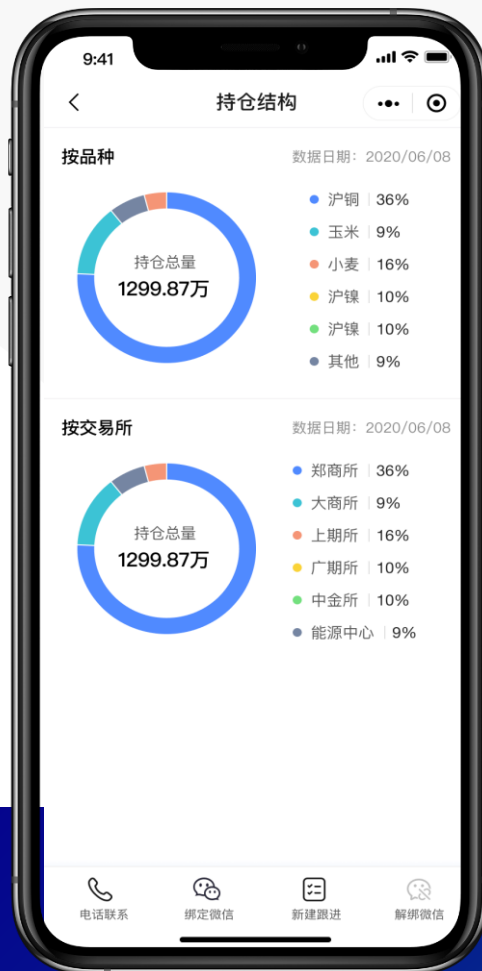 9:41
持仓结构
按品种 数据日期: 2020/06/08
持仓总量
1299.87万
沪铜 36%
玉米 9%
小麦 16%
沪镍 10%
沪镍 10%
其他 9%
按交易所 数据日期: 2020/06/08
持仓总量
1299.87万
郑商所 36%
大商所 9%
上期所 16%
广期所 10%
中金所 10%
能源中心 9%
电话联系 绑定微信 新建跟进 解绑微信